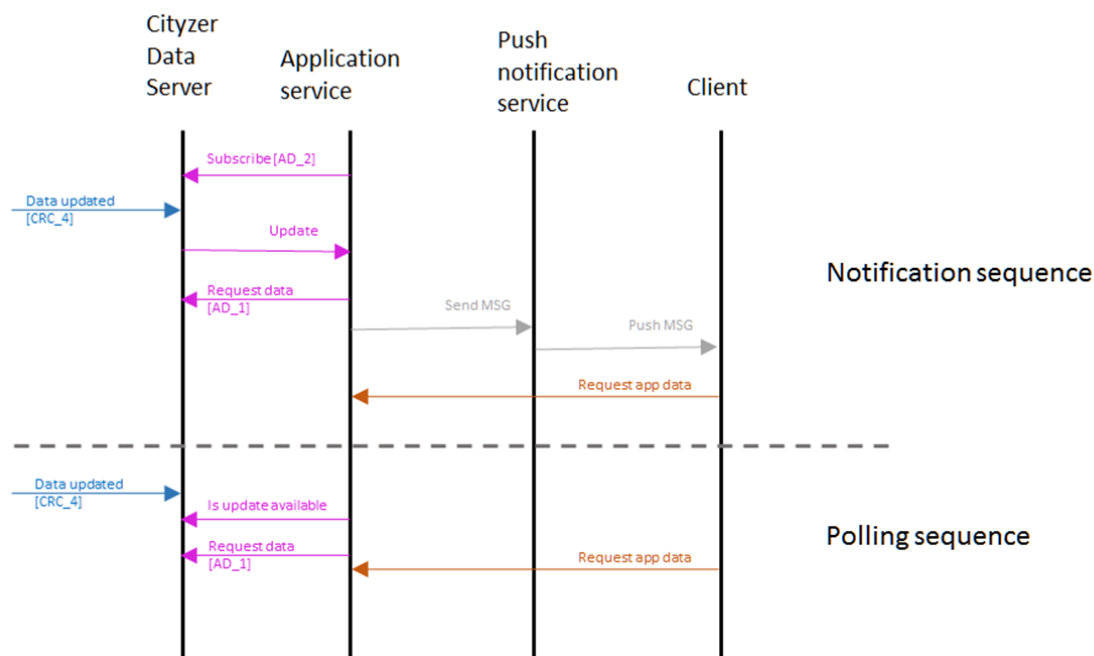 Cityzer
Data
Server
Application
service
Push
notification
service
Client
Subscribe [AD_2]
Data updated
[CRC_4]
Update
Request data
[AD_1]
Send MSG
Push MSG
Request app data
Notification sequence
Data updated
[CRC_4]
Is update available
Request data
[AD_1]
Request app data
Polling sequence